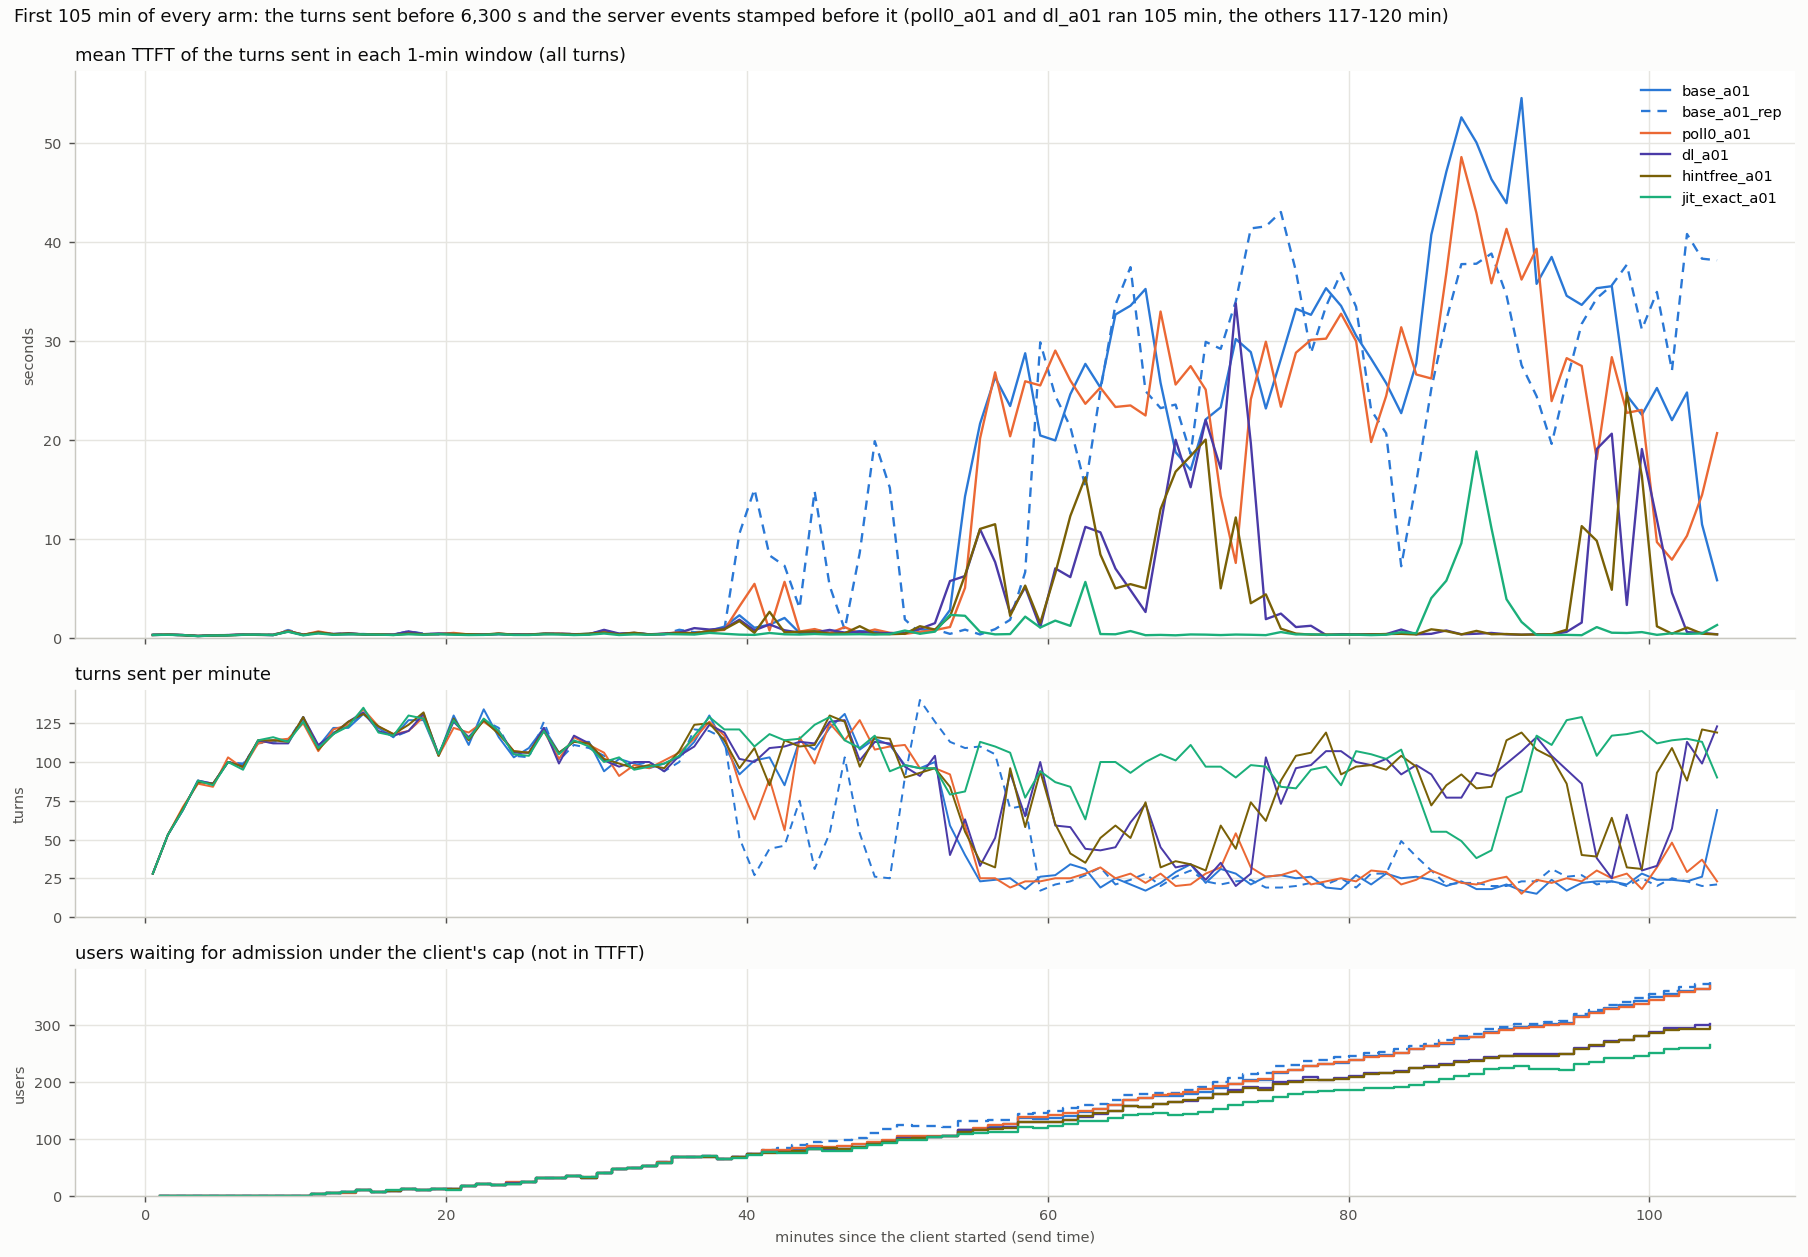 First 105 min of every arm: the turns sent before 6,300 s and the server events stamped before it (poll0_a01 and dl_a01 ran 105 min, the others 117-120 min)
mean TTFT of the turns sent in each 1-min window (all turns)
base_a01
base_a01_rep
poll0_a01
dl_a01
hintfree_a01
jit_exact_a01
50
40
30
20
10
0
seconds
turns sent per minute
125
100
75
50
25
0
turns
users waiting for admission under the client's cap (not in TTFT)
300
200
100
0
users
0
20
40
60
80
100
minutes since the client started (send time)